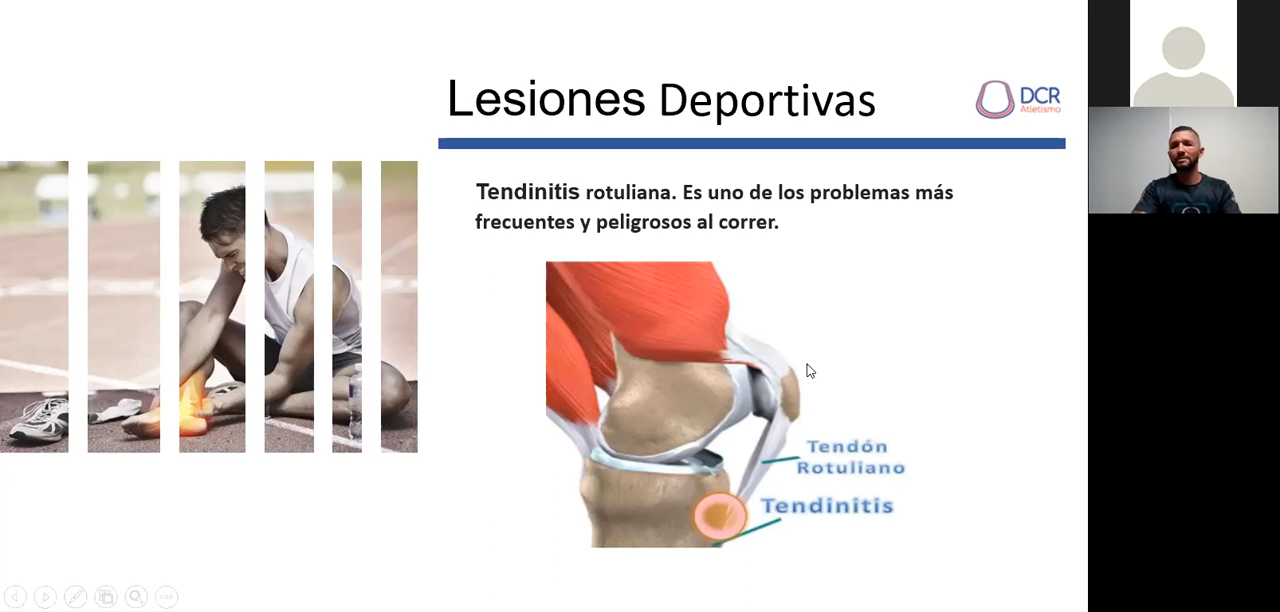 Lesiones Deportivas
DCR
Atletismo
Tendinitis rotuliana. Es uno de los problemas más
frecuentes y peligrosos al correr.
Tendón
Rotuliano
Tendinitis